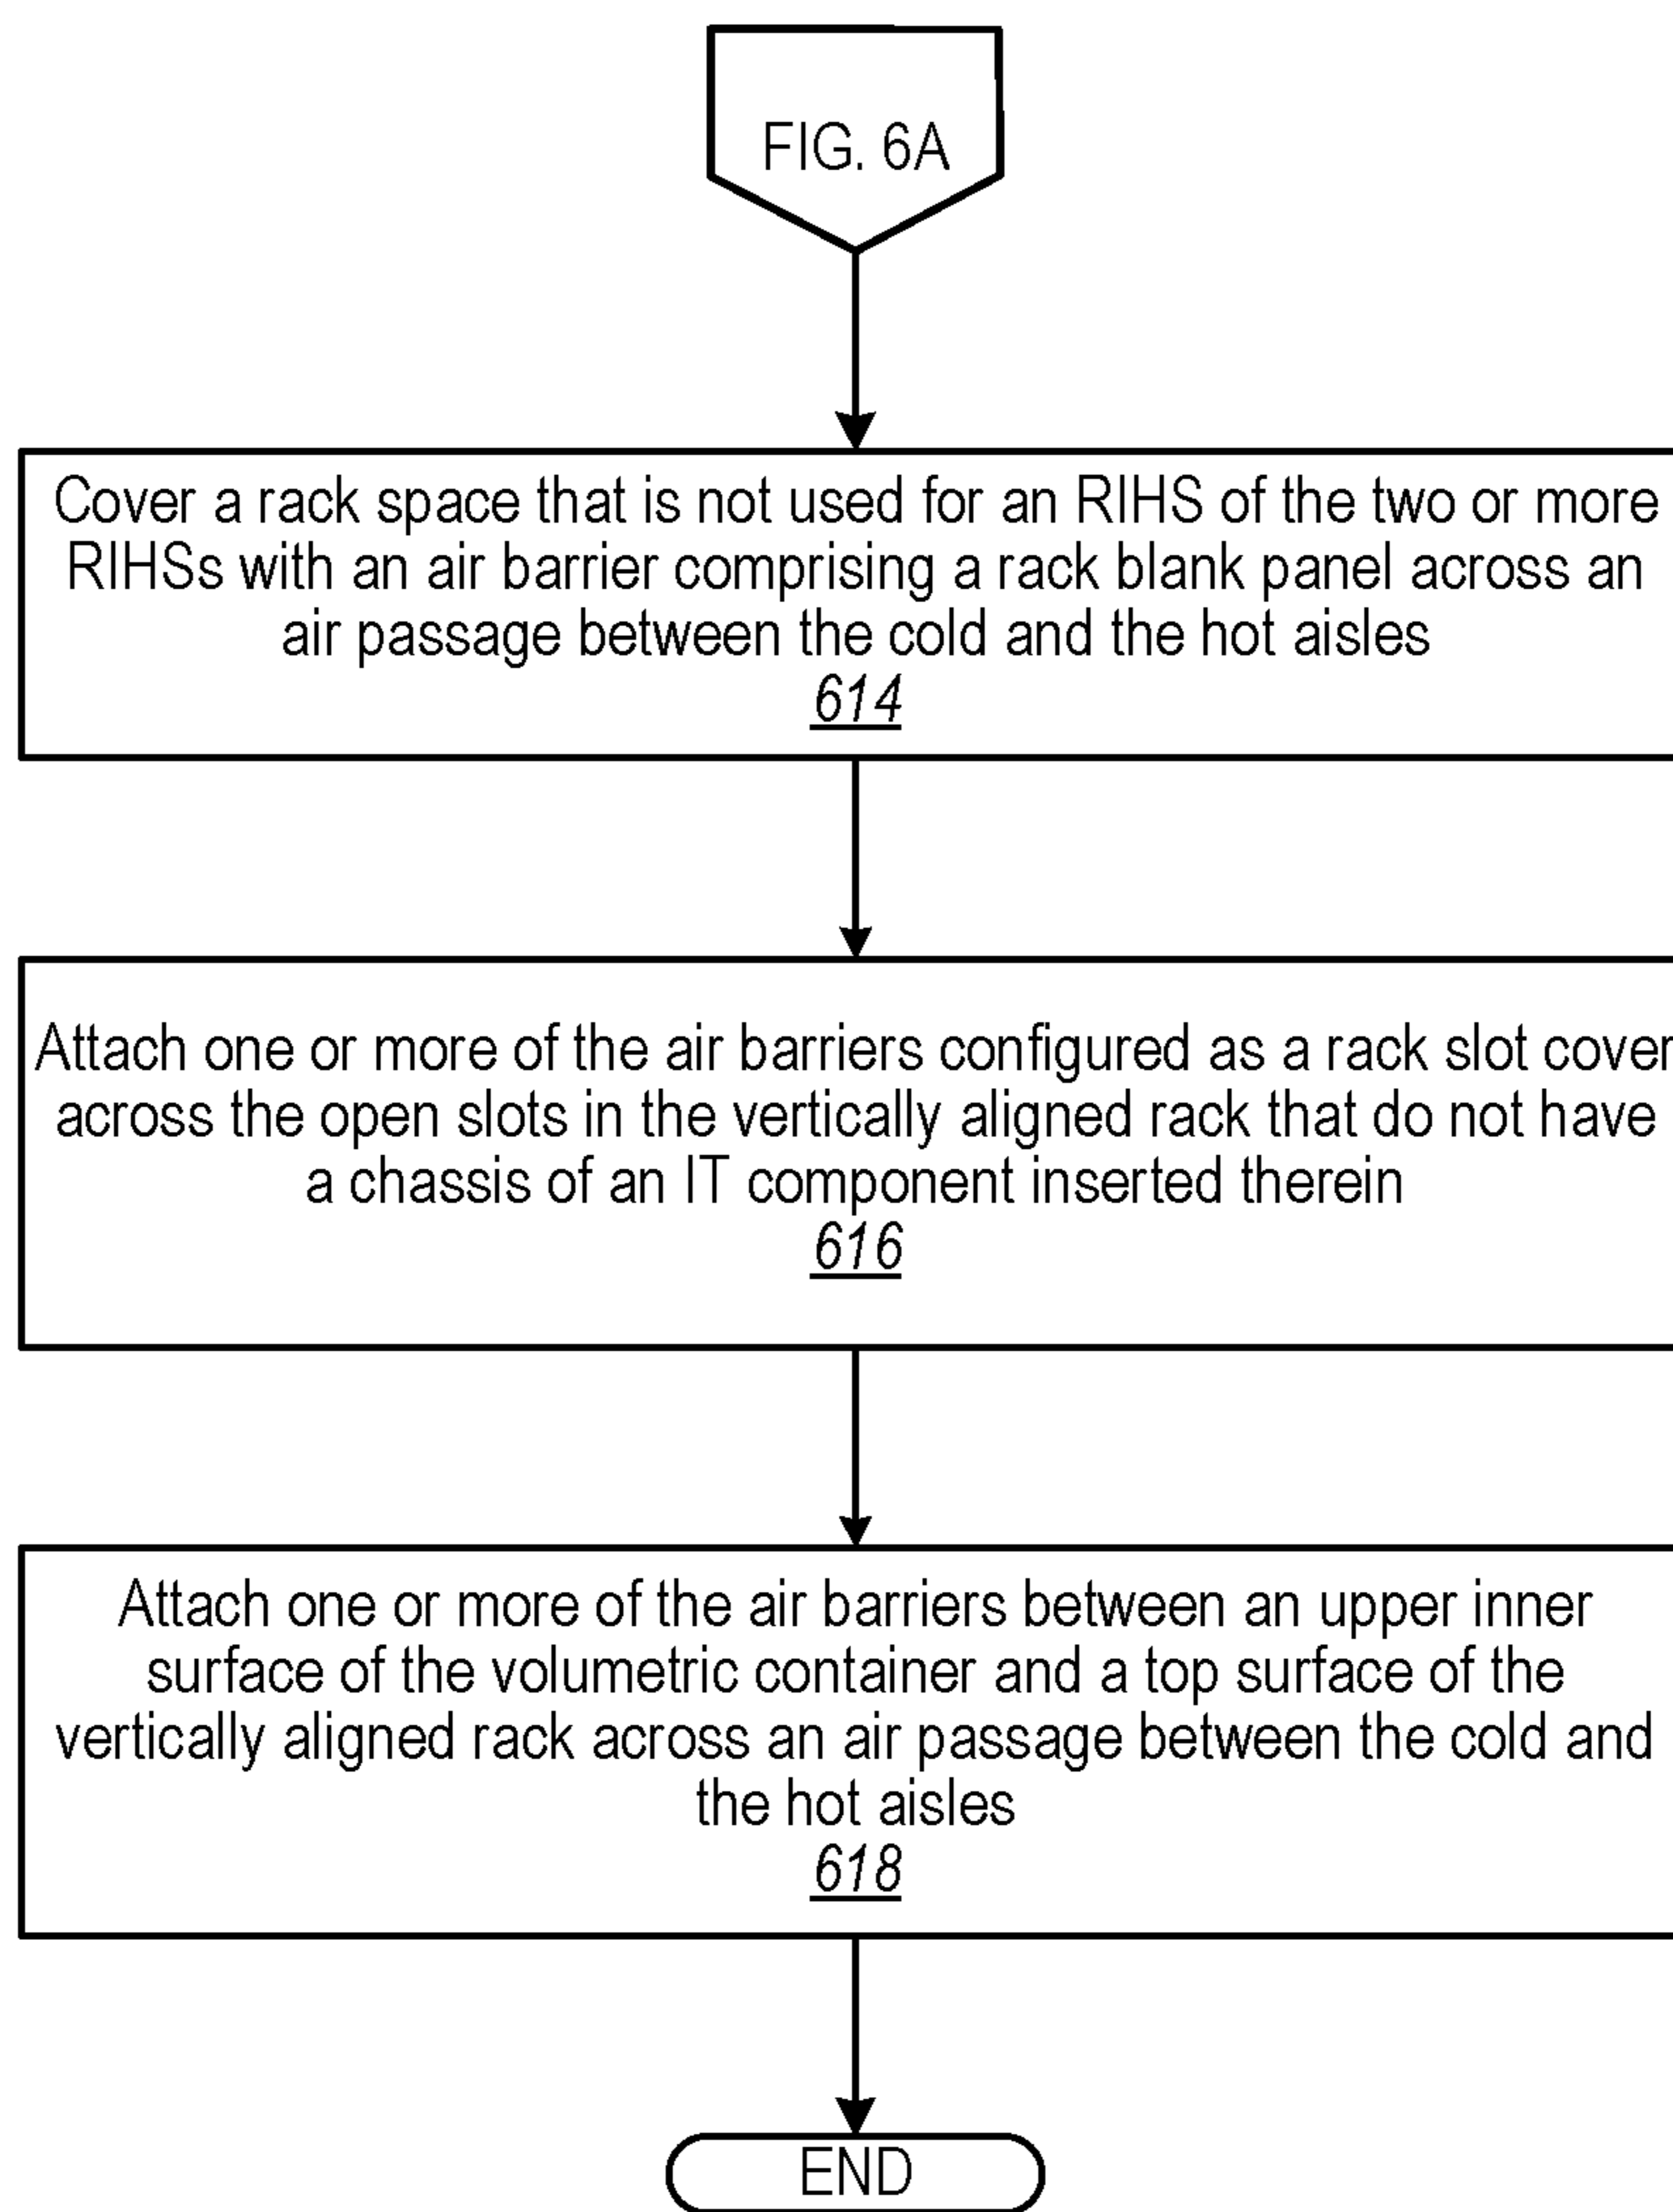 FIG. 6A
Cover a rack space that is not used for an RIHS of the two or more
RIHSs with an air barrier comprising a rack blank panel across an
air passage between the cold and the hot aisles
614
Attach one or more of the air barriers configured as a rack slot cover
across the open slots in the vertically aligned rack that do not have
a chassis of an IT component inserted therein
616
Attach one or more of the air barriers between an upper inner
surface of the volumetric container and a top surface of the
vertically aligned rack across an air passage between the cold and
the hot aisles
618
END